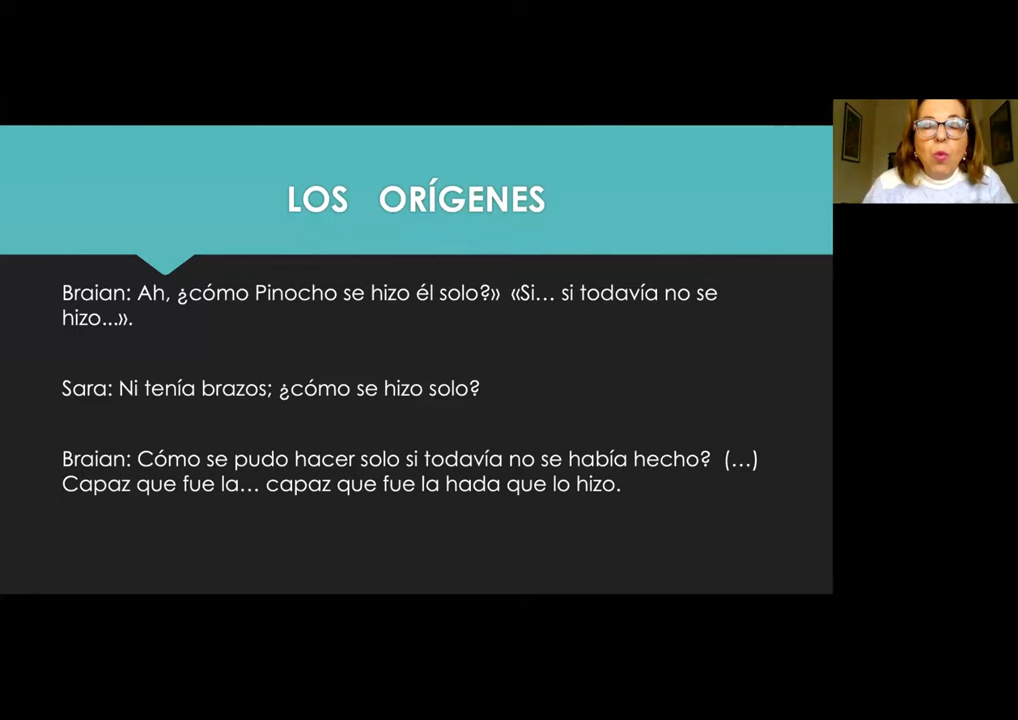 LOS ORÍGENES
Braian: Ah, ¿cómo Pinocho se hizo él solo?» «Si... si todavía no se
hizo...».
Sara: Ni tenía brazos; ¿cómo se hizo solo?
Braian: Cómo se pudo hacer solo si todavía no se había hecho? (...)
Capaz que fue la... capaz que fue la hada que lo hizo.